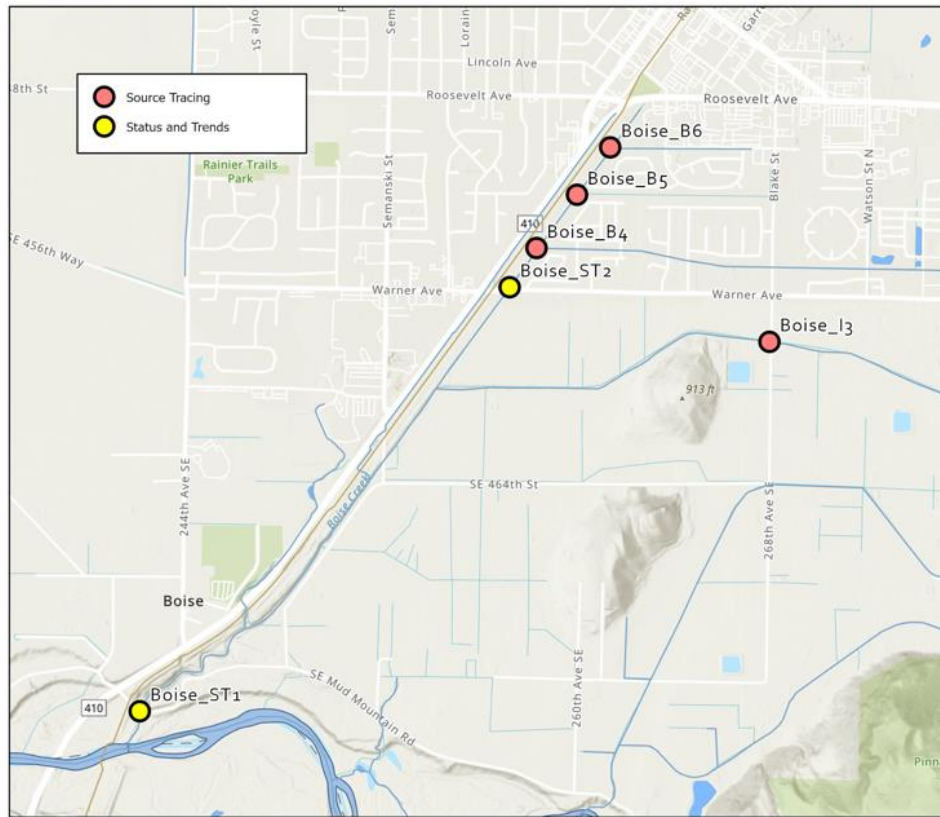 Lincoln Ave
Roosevelt Ave
Roosevelt Ave
8th St
Source Tracing
Status and Trends
Rainier Trails
Park
Semanski St
Blake St
Watson St N
Boise_B6
Boise_B5
410
Boise_B4
Boise_ST2
SE 456th Way
Warner Ave
Warner Ave
Boise_I3
913 ft
244th Ave SE
Boise Creek
SE 464th St
268th Ave SE
Boise
260th Ave SE
SE Mud Mountain Rd
Boise_ST1
410
Pinn